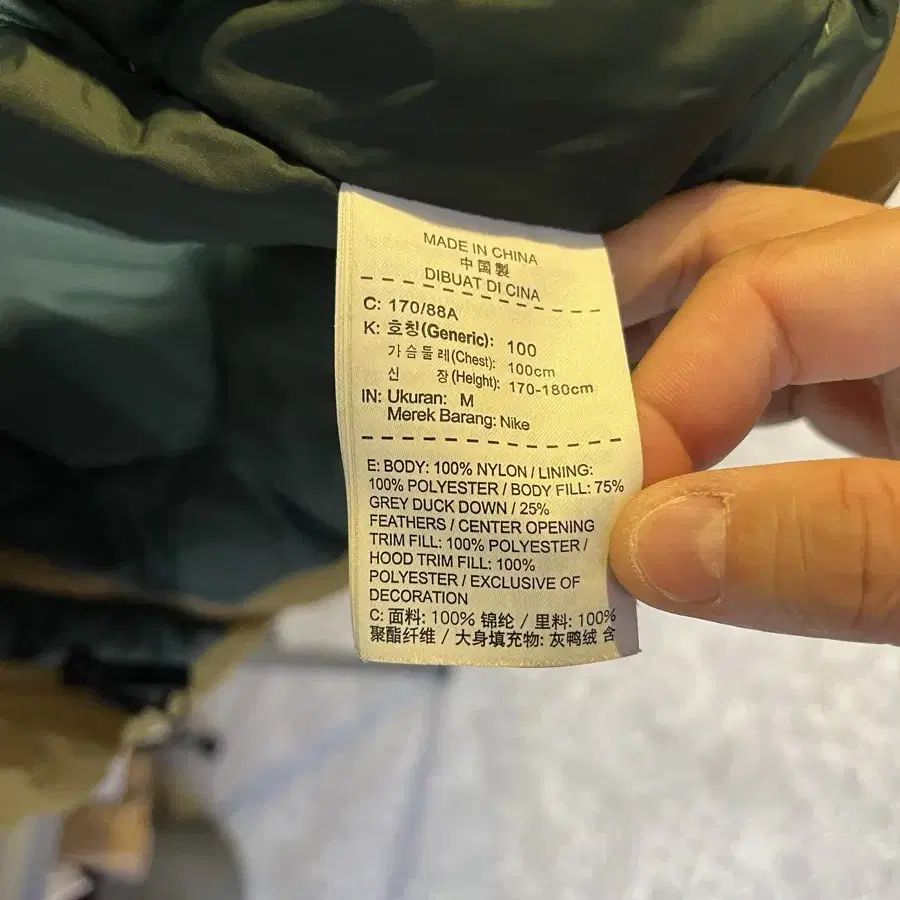 MADE IN CHINA
中国製
DIBUAT DI CINA
C: 170/88A
K: 호칭(Generic): 100
가슴둘레(Chest): 100cm
신 장(Height): 170-180cm
IN: Ukuran: M
Merek Barang: Nike
E: BODY: 100% NYLON / LINING:
100% POLYESTER / BODY FILL: 75%
GREY DUCK DOWN / 25%
FEATHERS / CENTER OPENING
TRIM FILL: 100% POLYESTER /
HOOD TRIM FILL: 100%
POLYESTER / EXCLUSIVE OF
DECORATION
C: 面料: 100% 锦纶 / 里料: 100%
聚酯纤维 / 大身填充物: 灰鸭绒 含